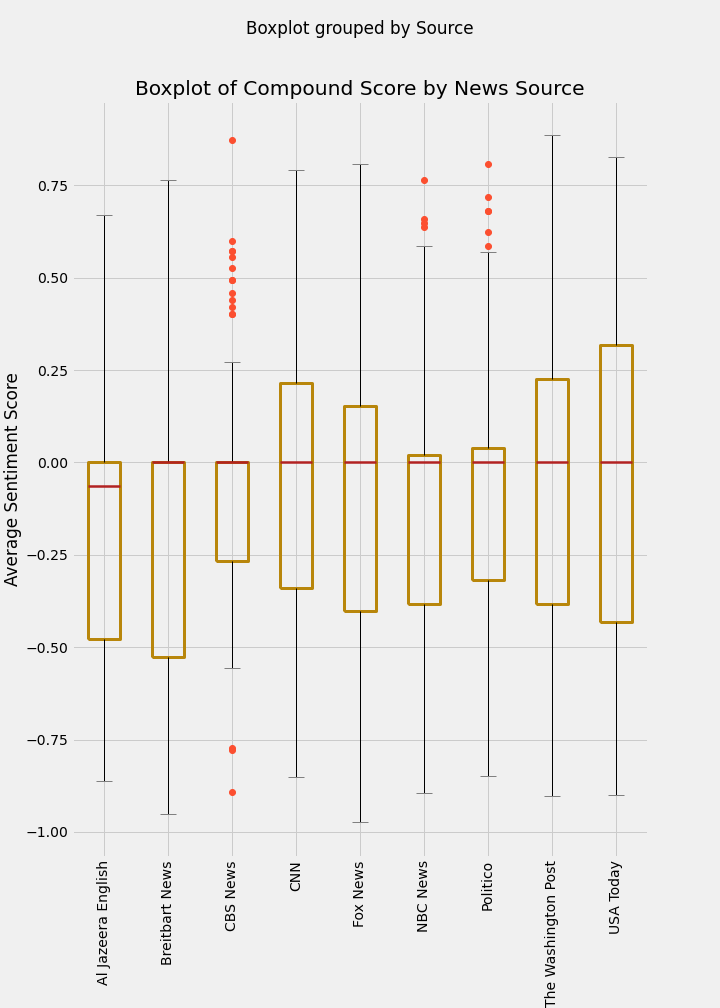 Boxplot grouped by Source
Boxplot of Compound Score by News Source
Average Sentiment Score
0.75
0.50
0.25
0.00
−0.25
−0.50
−0.75
−1.00
Al Jazeera English
Breitbart News
CBS News
CNN
Fox News
NBC News
Politico
The Washington Post
USA Today